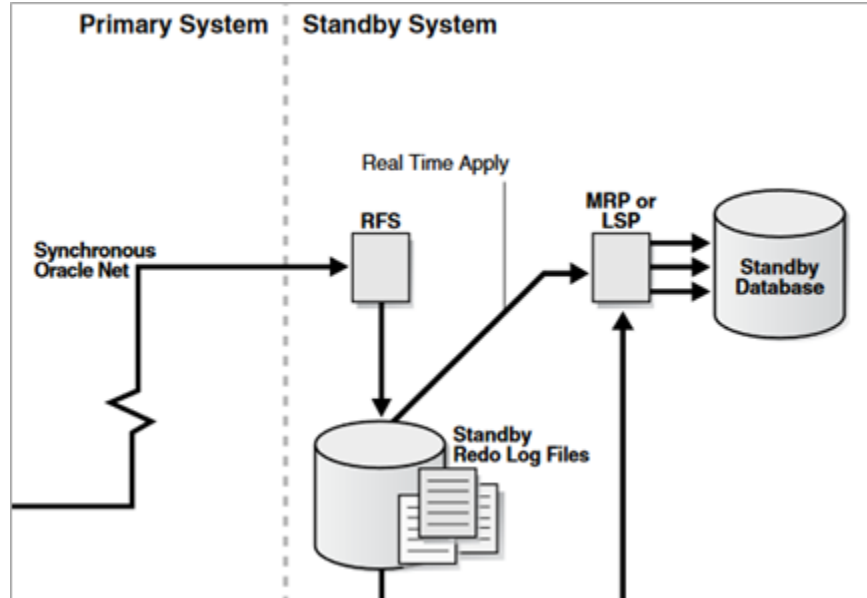 Primary System
Standby System
Real Time Apply
MRP or
LSP
RFS
Synchronous
Oracle Net
Standby
Database
Standby
Redo Log Files